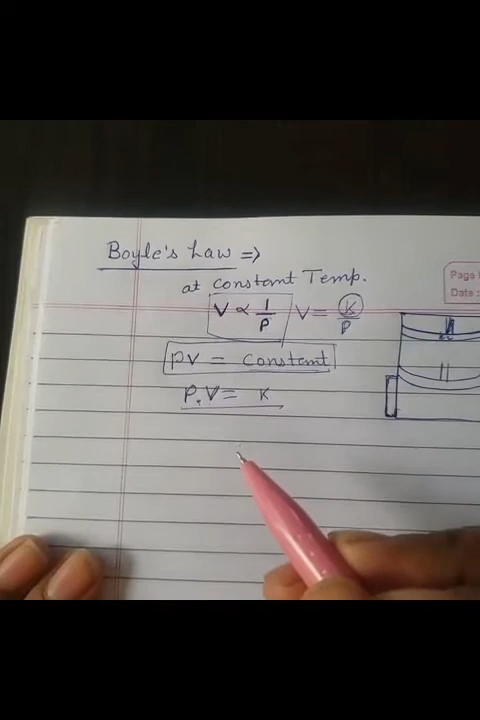 Boyle's Law ⇒
at constant Temp.
V ∝ 1/P V = K/P
PV = constant
P.V = K
Page
Date :